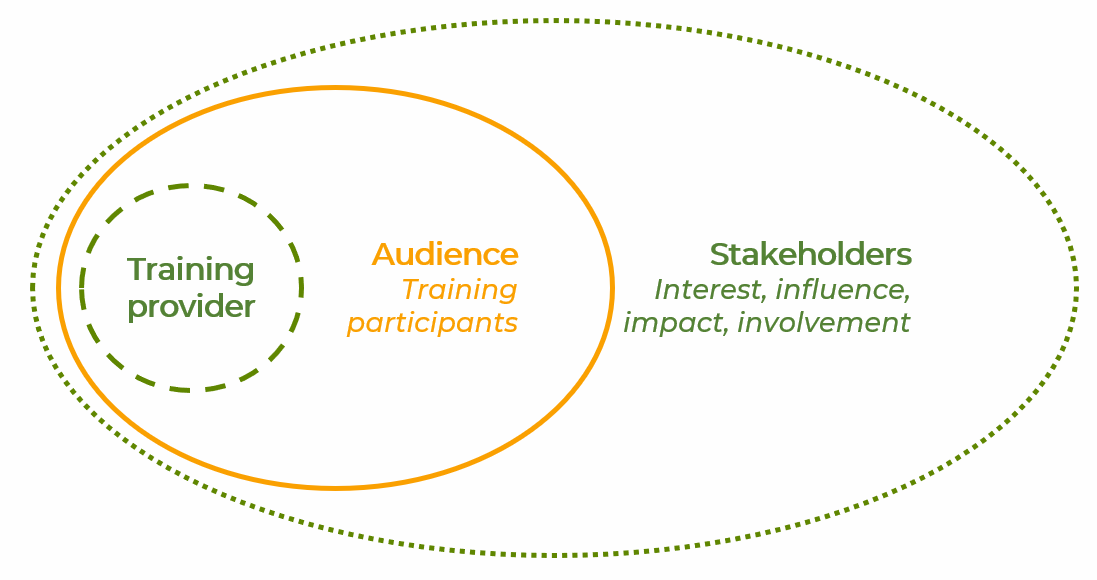 Training
provider
Audience
Training
participants
Stakeholders
Interest, influence,
impact, involvement